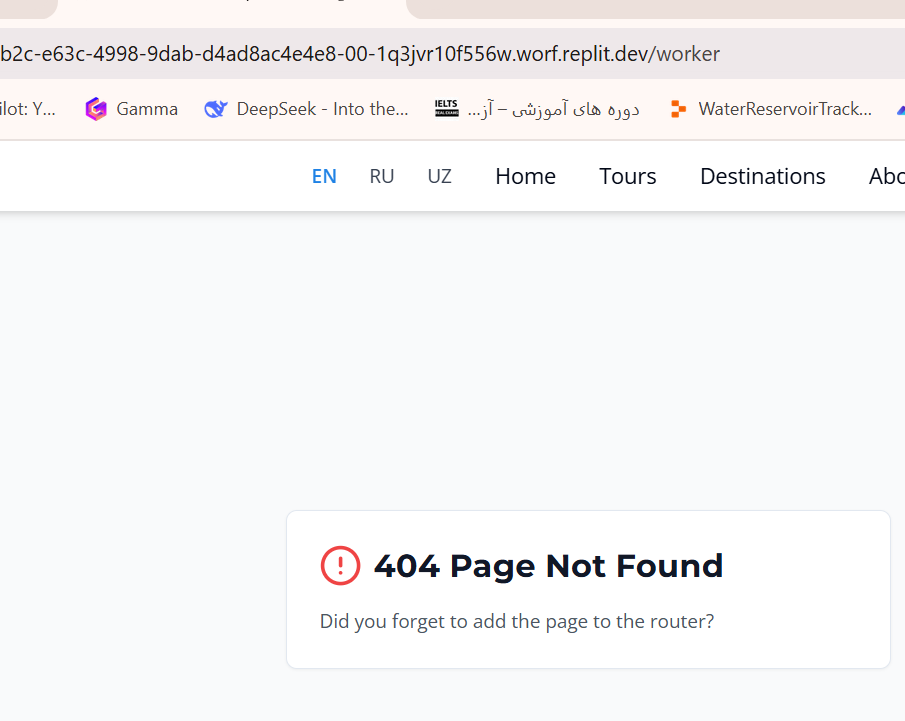 b2c-e63c-4998-9dab-d4ad8ac4e4e8-00-1q3jvr10f556w.worf.replit.dev/worker
ilot: Y... Gamma DeepSeek - Into the... IELTS REAL EXAMS دوره های آموزشی – آز... WaterReservoirTrack...
EN RU UZ Home Tours Destinations Abo
404 Page Not Found
Did you forget to add the page to the router?